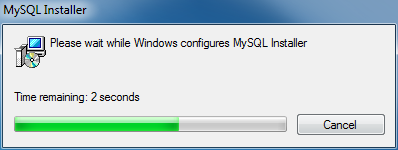 MySQL Installer
Please wait while Windows configures MySQL Installer
Time remaining: 2 seconds
Cancel